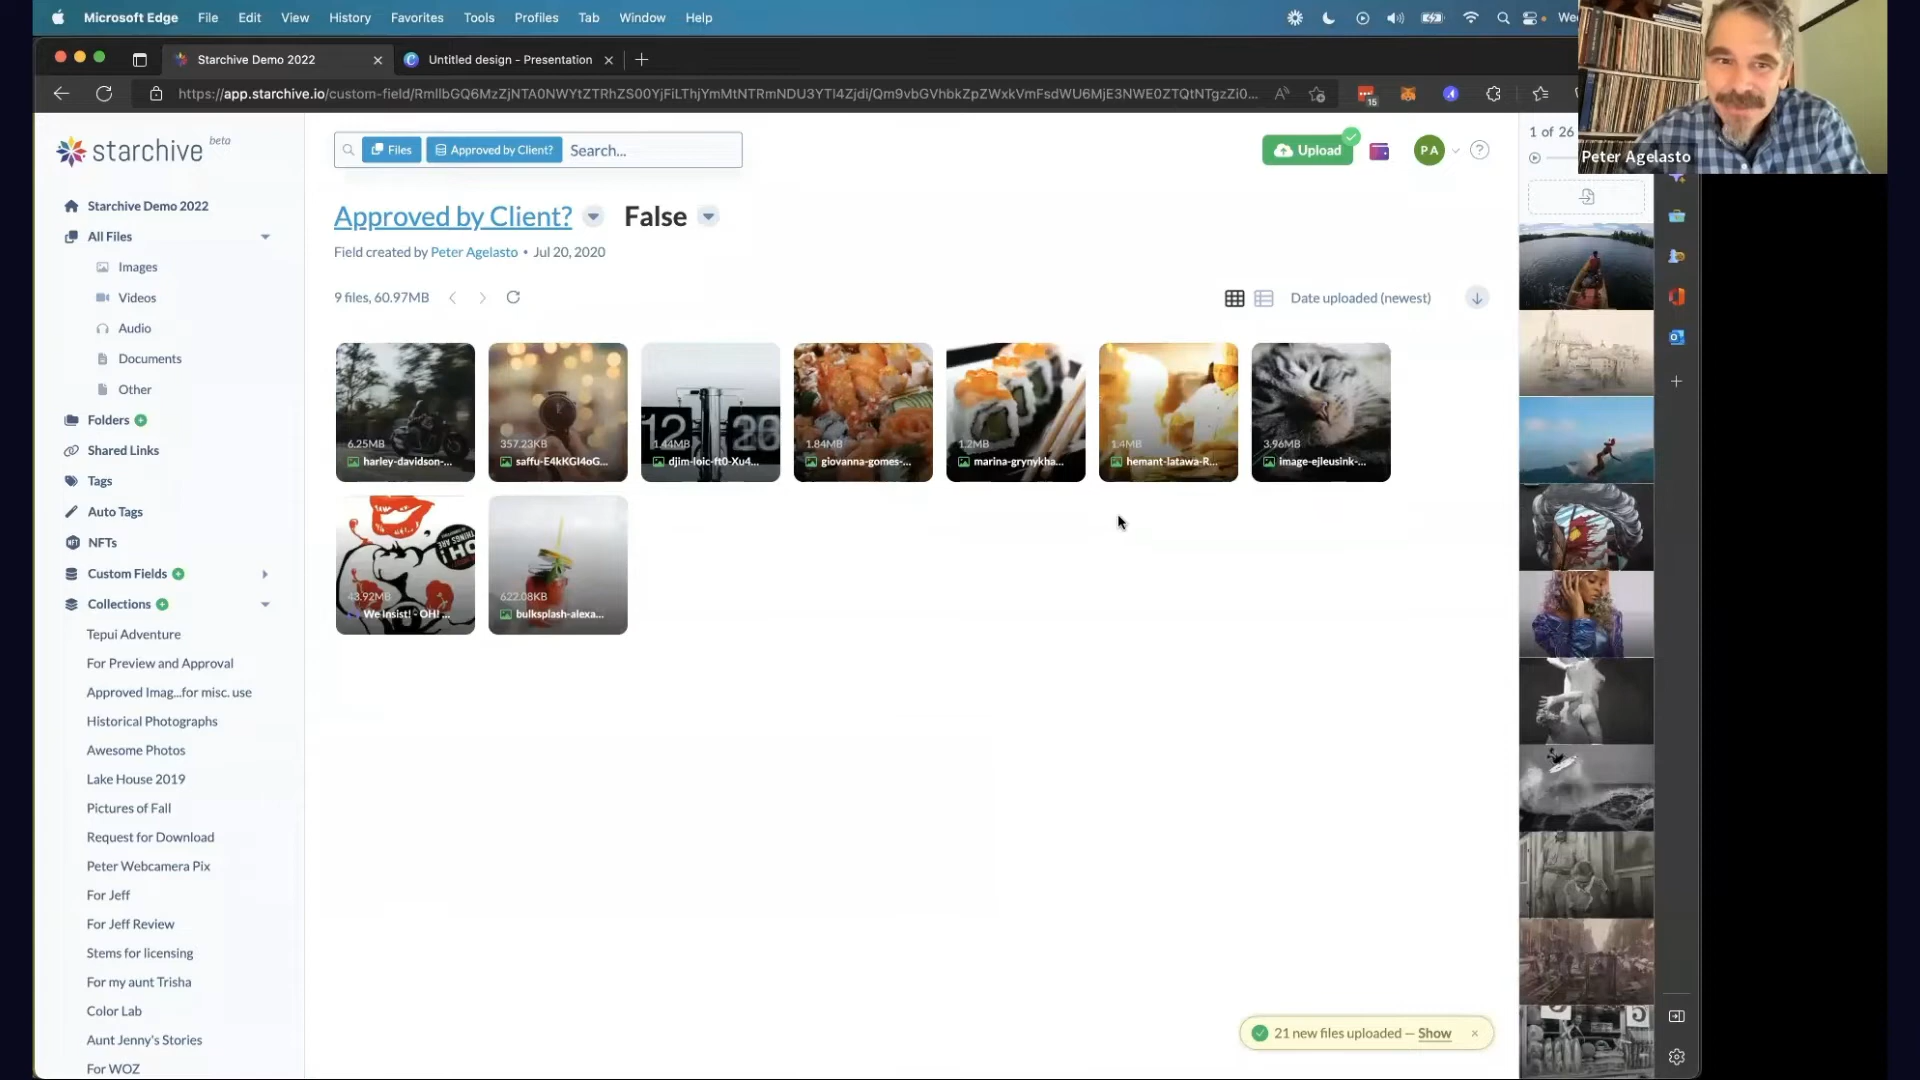 Microsoft Edge File Edit View History Favorites Tools Profiles Tab Window Help
Starchive Demo 2022
Untitled design - Presentation
https://app.starchive.io/custom-field/
15
starchive beta
Files Approved by Client? Search...
Upload
PA
1 of 26
Peter Agelasto
Starchive Demo 2022
All Files
Images
Videos
Audio
Documents
Other
Folders
Shared Links
Tags
Auto Tags
NFTs
Custom Fields
Collections
Tepui Adventure
For Preview and Approval
Approved Imag...for misc. use
Historical Photographs
Awesome Photos
Lake House 2019
Pictures of Fall
Request for Download
Peter Webcamera Pix
For Jeff
For Jeff Review
Stems for licensing
For my aunt Trisha
Color Lab
Aunt Jenny's Stories
For WOZ
Approved by Client? False
Field created by Peter Agelasto • Jul 20, 2020
9 files, 60.97MB
Date uploaded (newest)
6.25MB
harley-davidson-...
357.23KB
saffu-E4kKGI4oG...
12 26
1.44MB
djim-loic-ft0-Xu4...
1.84MB
giovanna-gomes-...
1.2MB
marina-grynykha...
1.4MB
hemant-latawa-R...
3.96MB
image-ejleusink-...
43.92MB
We Insist! - OH! ...
622.08KB
bulksplash-alexa...
21 new files uploaded — Show